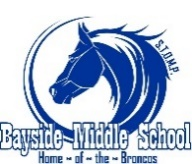 S.T.O.M.P.
Bayside Middle School
Home ~ of ~ the ~ Broncos